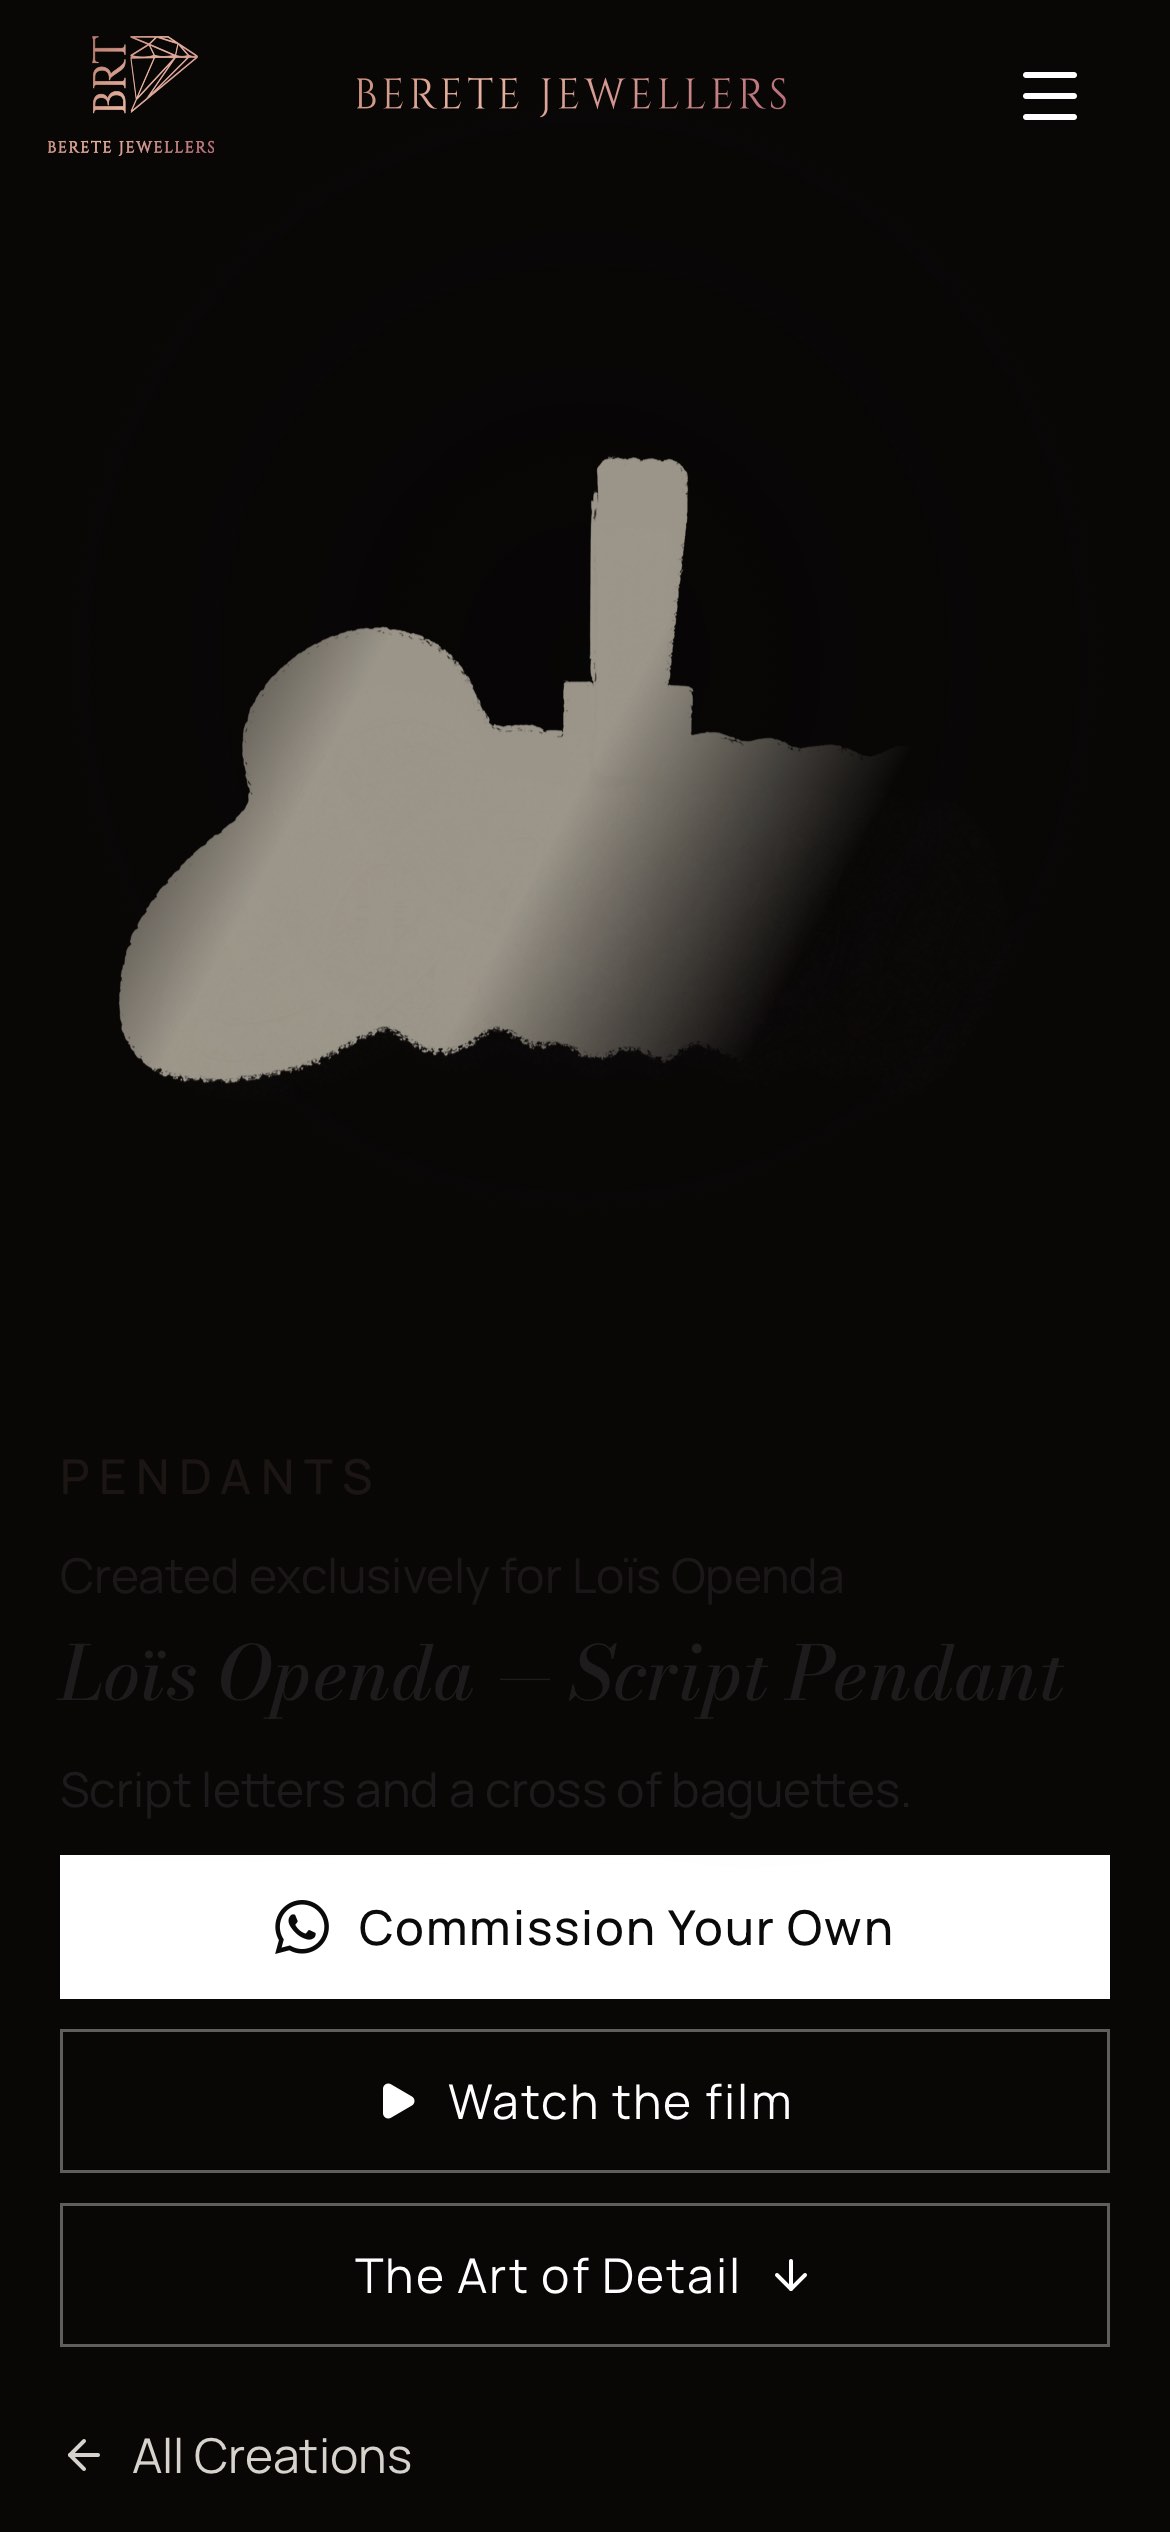 BRT
BERETE JEWELLERS
BERETE JEWELLERS
PENDANTS
Created exclusively for Loïs Openda
Loïs Openda — Script Pendant
Script letters and a cross of baguettes.
Commission Your Own
Watch the film
The Art of Detail ↓
← All Creations